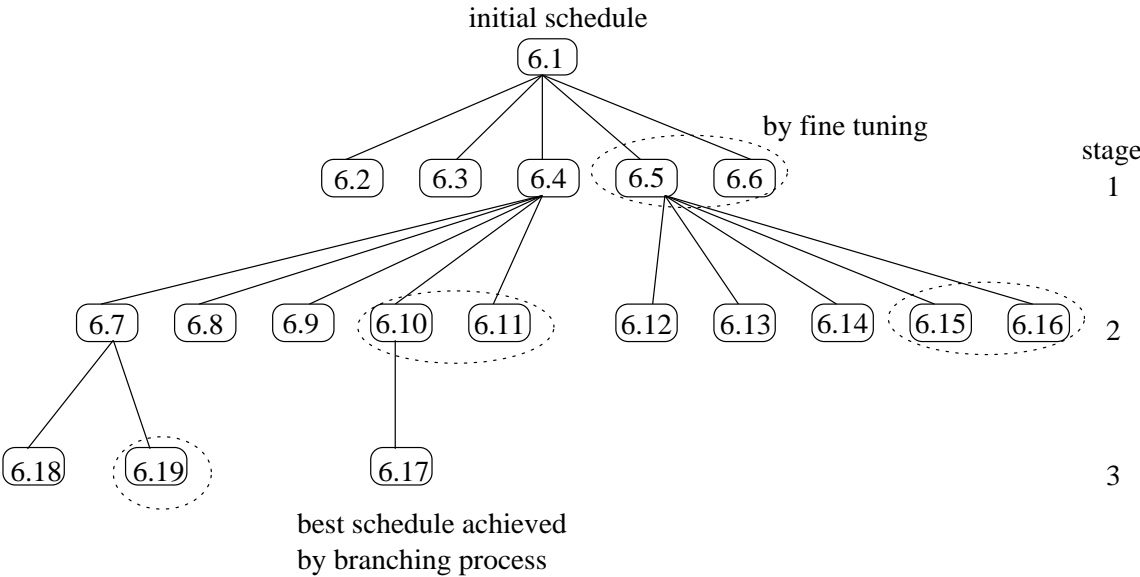 initial schedule
6.1
by fine tuning
stage
6.2 6.3 6.4 6.5 6.6 1
6.7 6.8 6.9 6.10 6.11 6.12 6.13 6.14 6.15 6.16 2
6.18 6.19 6.17 3
best schedule achieved
by branching process